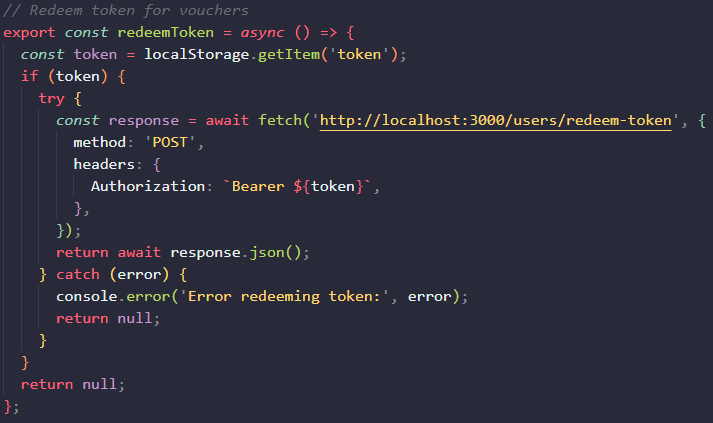 // Redeem token for vouchers
export const redeemToken = async () => {
  const token = localStorage.getItem('token');
  if (token) {
    try {
      const response = await fetch('http://localhost:3000/users/redeem-token', {
        method: 'POST',
        headers: {
          Authorization: `Bearer ${token}`,
        },
      });
      return await response.json();
    } catch (error) {
      console.error('Error redeeming token:', error);
      return null;
    }
  }
  return null;
};